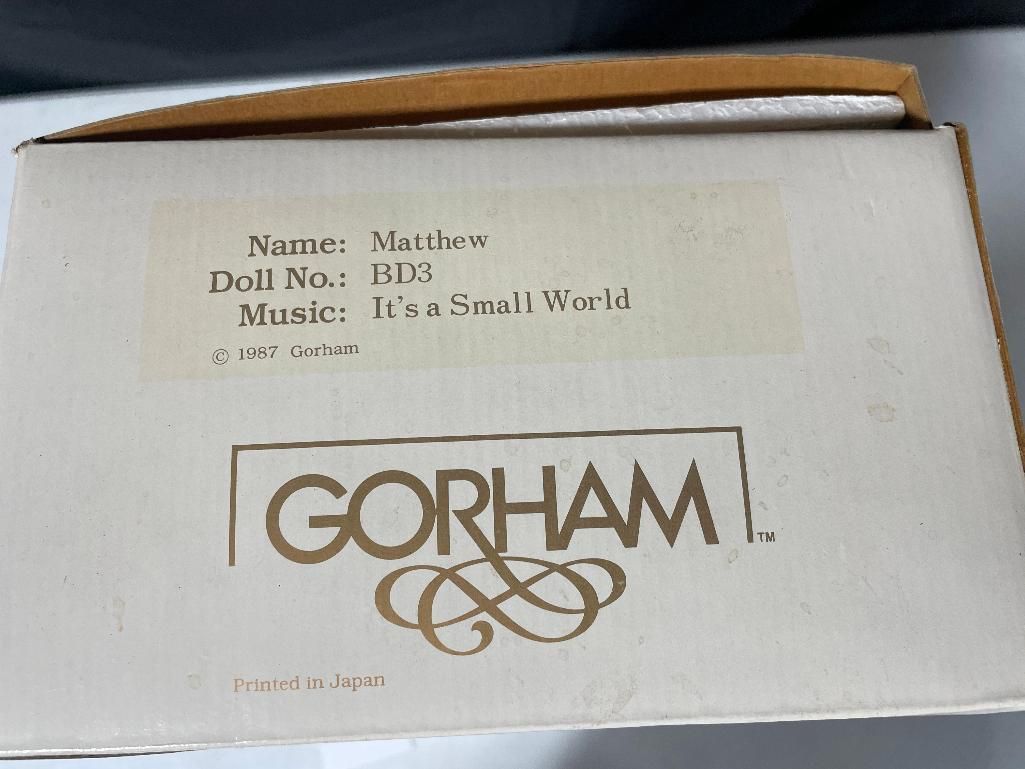 Name: Matthew
Doll No.: BD3
Music: It's a Small World
© 1987 Gorham
GORHAM TM
Printed in Japan